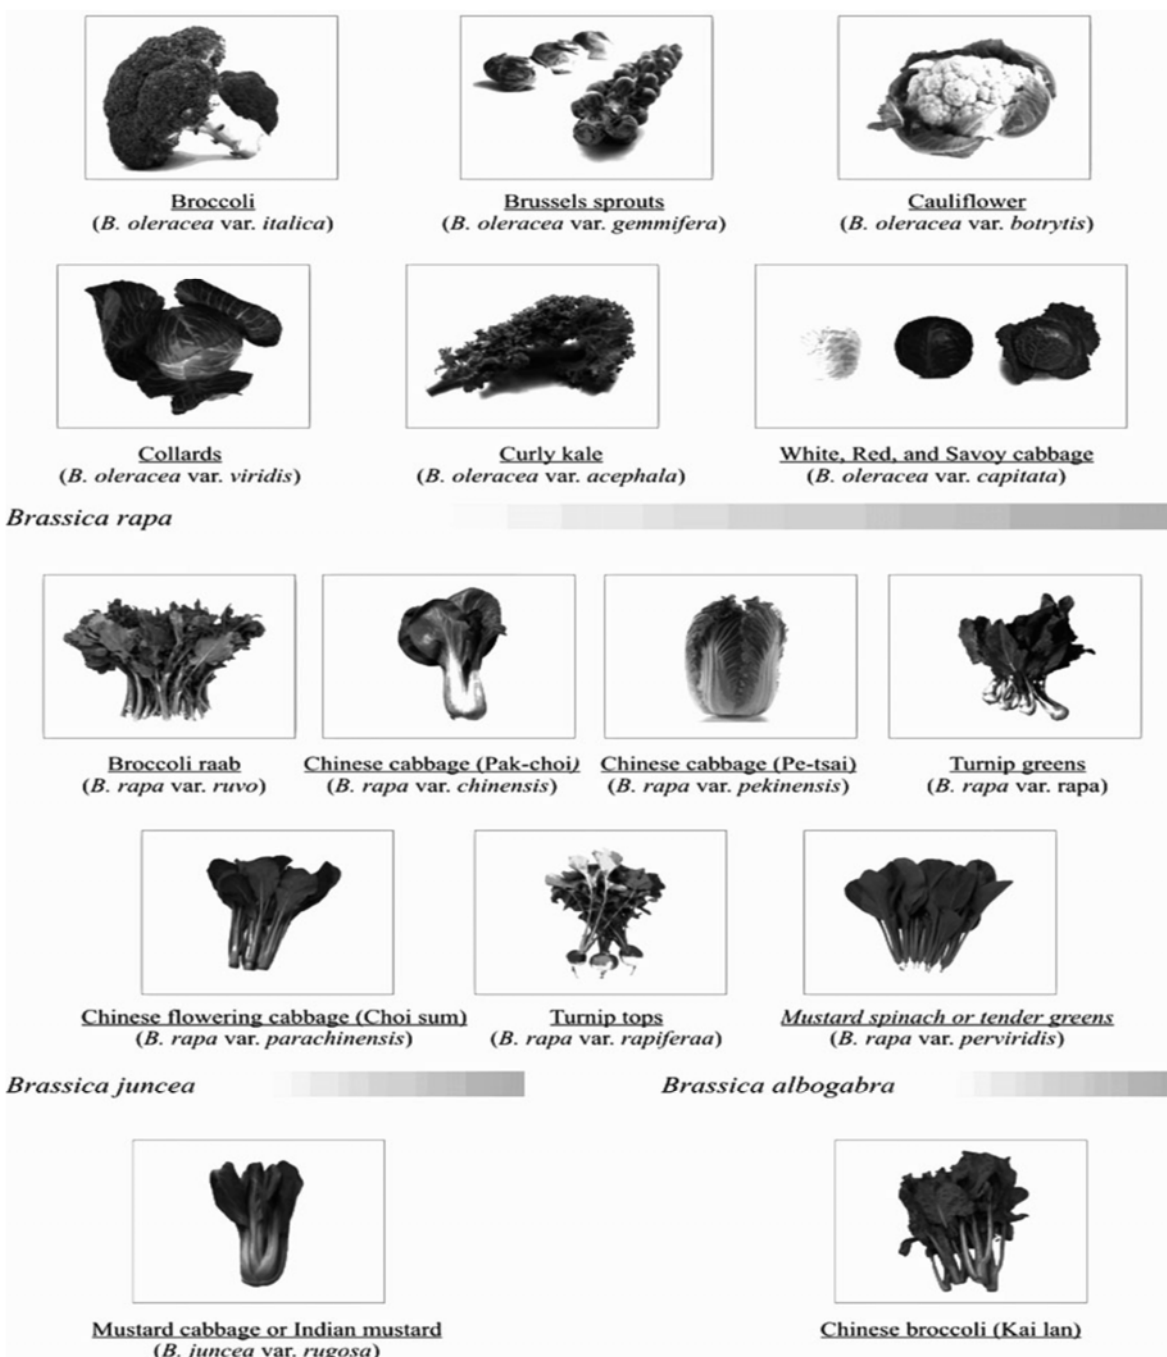 Broccoli
(B. oleracea var. italica)
Brussels sprouts
(B. oleracea var. gemmifera)
Cauliflower
(B. oleracea var. botrytis)
Collards
(B. oleracea var. viridis)
Curly kale
(B. oleracea var. acephala)
White, Red, and Savoy cabbage
(B. oleracea var. capitata)
Brassica rapa
Broccoli raab
(B. rapa var. ruvo)
Chinese cabbage (Pak-choi)
(B. rapa var. chinensis)
Chinese cabbage (Pe-tsai)
(B. rapa var. pekinensis)
Turnip greens
(B. rapa var. rapa)
Chinese flowering cabbage (Choi sum)
(B. rapa var. parachinensis)
Turnip tops
(B. rapa var. rapiferaa)
Mustard spinach or tender greens
(B. rapa var. perviridis)
Brassica juncea
Brassica albogabra
Mustard cabbage or Indian mustard
(B. juncea var. rugosa)
Chinese broccoli (Kai lan)